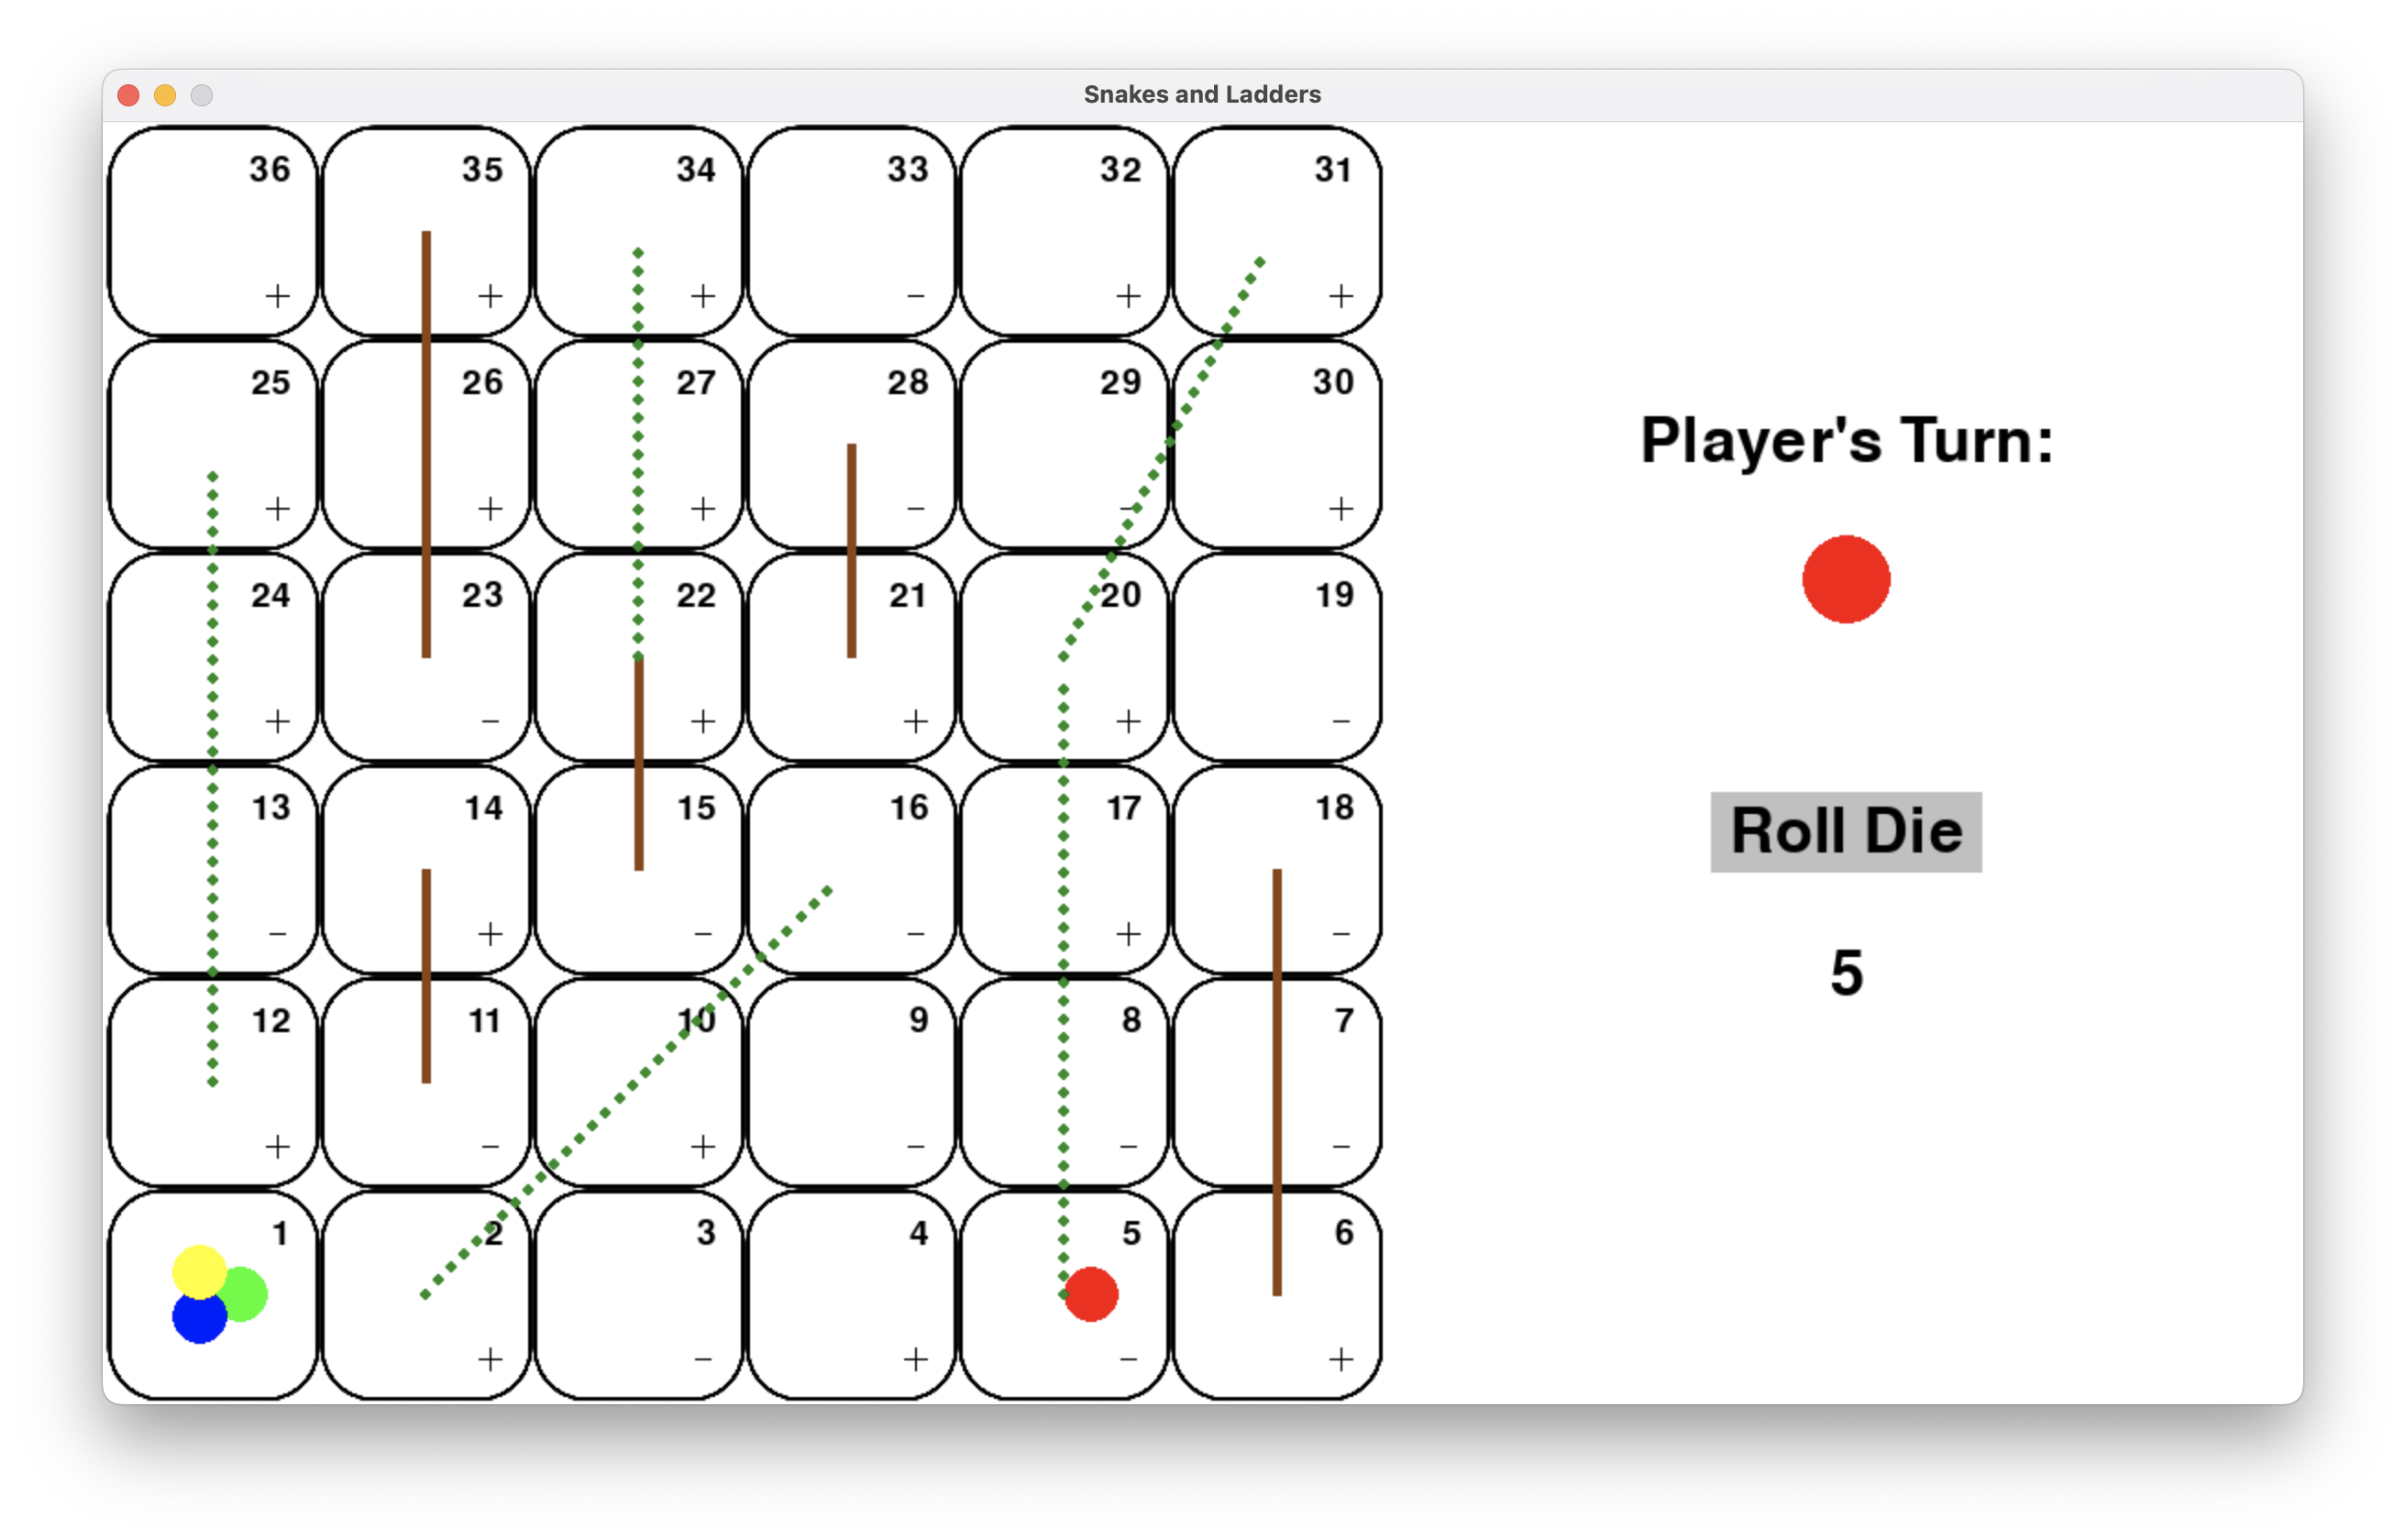 Snakes and Ladders
36 35 34 33 32 31
+ + + − + +
25 26 27 28 29 30
+ + + − − +
24 23 22 21 20 19
+ − + + + −
13 14 15 16 17 18
− + − − + −
12 11 10 9 8 7
+ − + − − −
1 2 3 4 5 6
+ − + − +
Player's Turn:
Roll Die
5